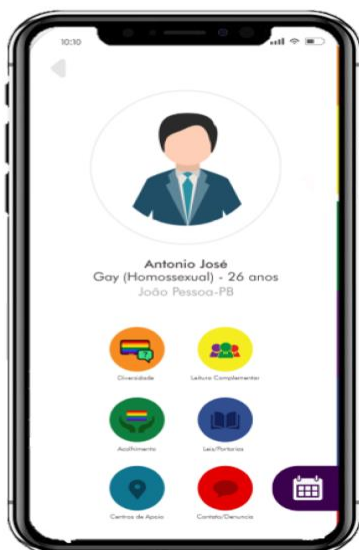 10:10
Antonio José
Gay (Homossexual) - 26 anos
João Pessoa-PB
Diversidade
Leitura Complementar
Acolhimento
Leis/Portarias
Centros de Apoio
Contato/Denuncia